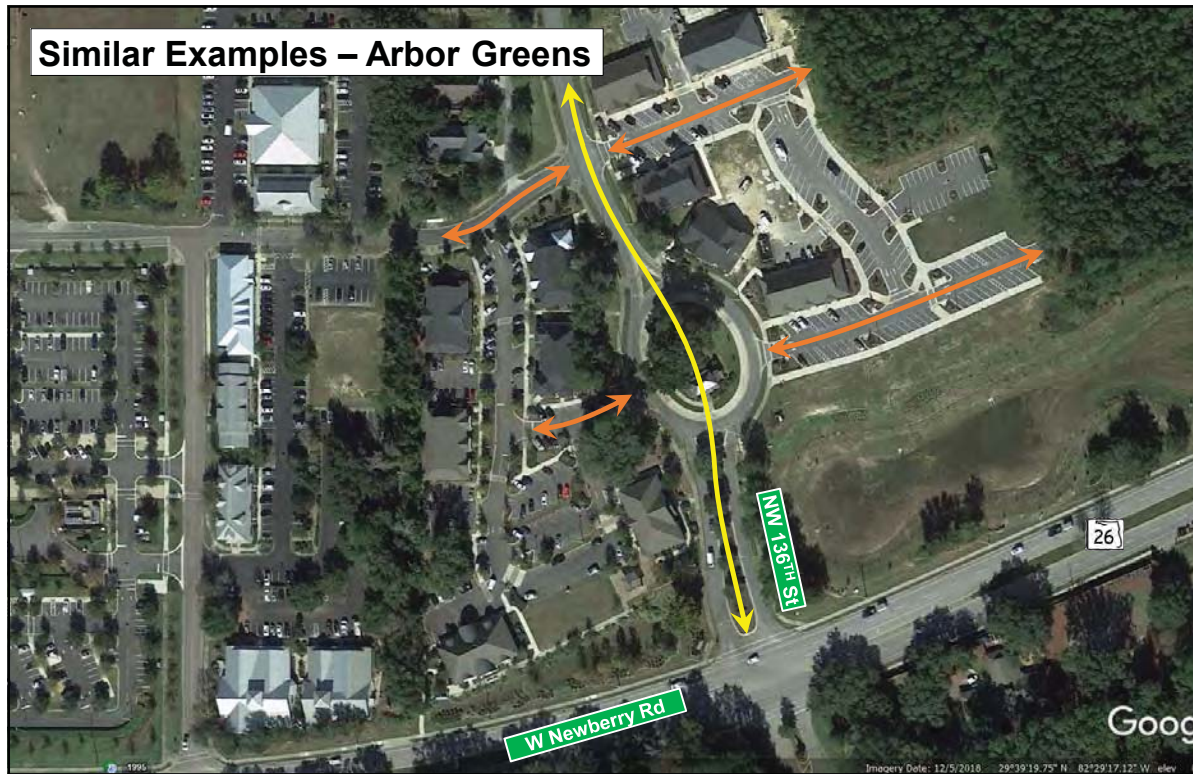 Similar Examples – Arbor Greens
NW 136TH St
26
W Newberry Rd
Goog
1995
Imagery Date: 12/5/2018 29°39'19.75" N 82°29'17.12" W elev